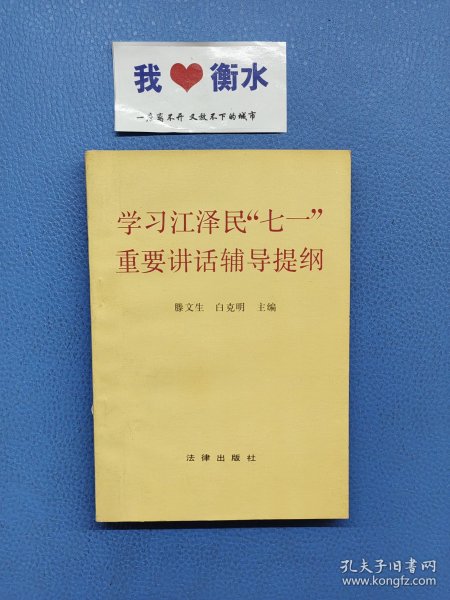 我❤衡水
一座离不开 又放不下的城市
学习江泽民“七一”
重要讲话辅导提纲
滕文生 白克明 主编
法律出版社
孔夫子旧书网
www.kongfz.com